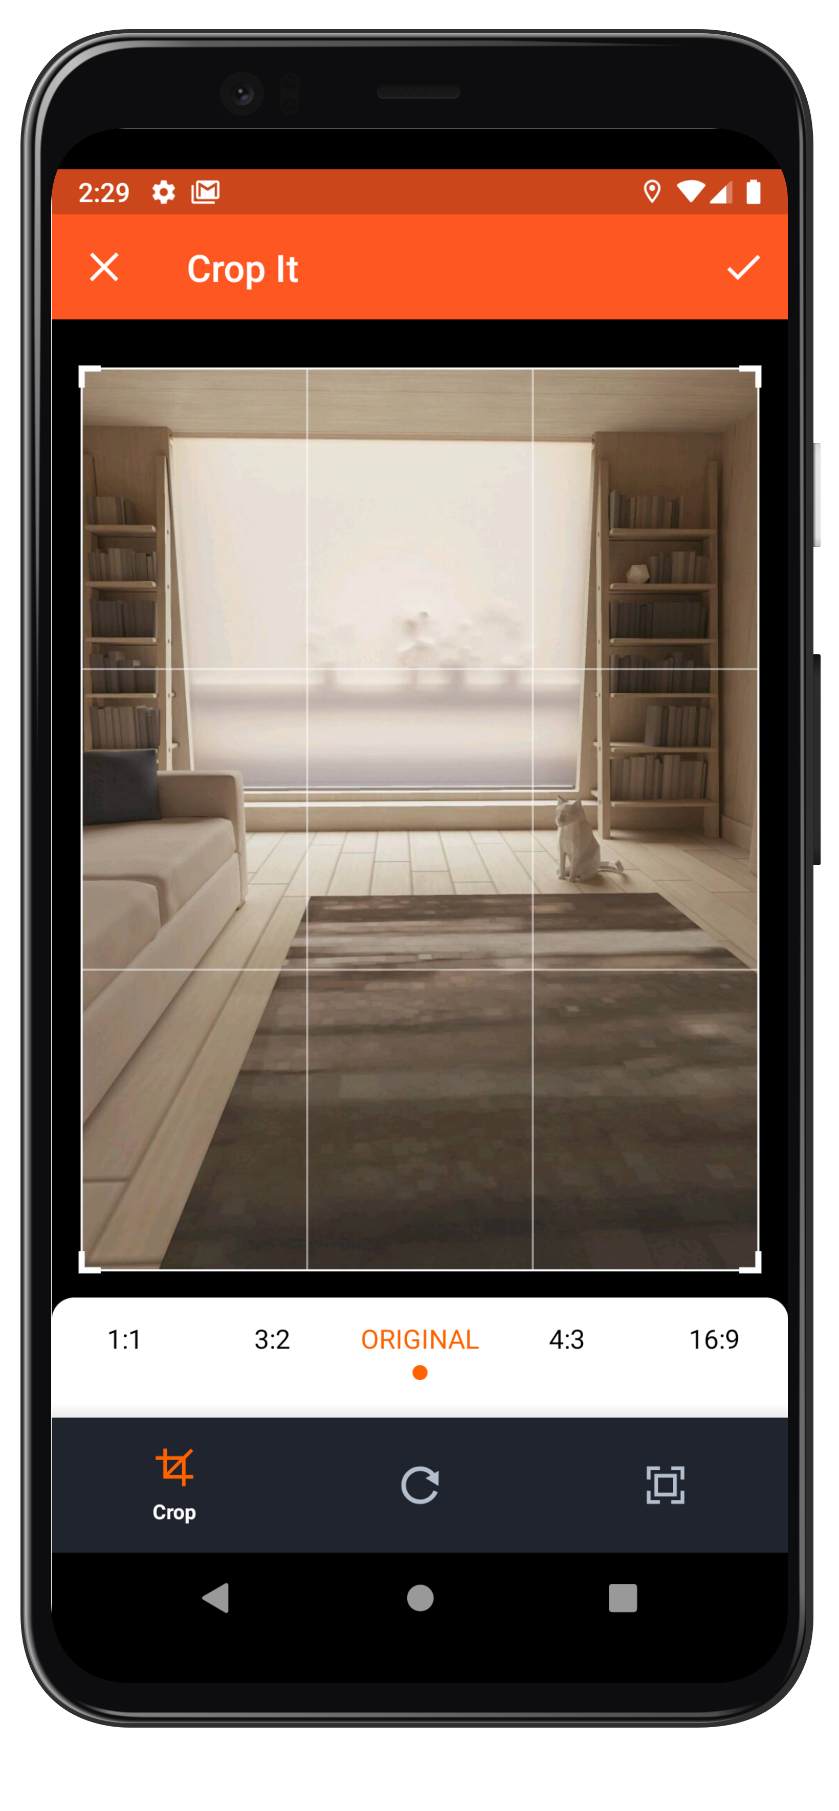 2:29
Crop It
1:1 3:2 ORIGINAL 4:3 16:9
Crop